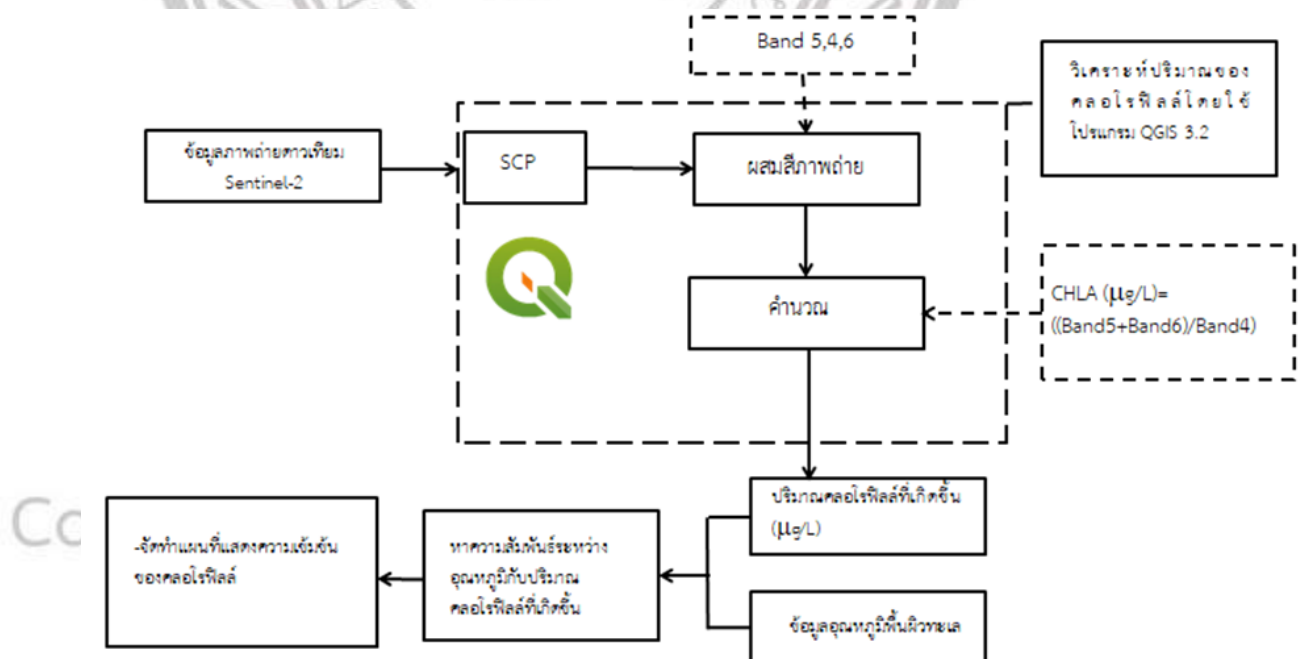 Band 5,4,6
วิเคราะห์ปริมาณของ
คลอโรฟิลล์โดยใช้
โปรแกรม QGIS 3.2
ข้อมูลภาพถ่ายดาวเทียม
Sentinel-2
SCP
ผสมสีภาพถ่าย
คำนวณ
CHLA (µg/L)=
((Band5+Band6)/Band4)
ปริมาณคลอโรฟิลล์ที่เกิดขึ้น
(µg/L)
ข้อมูลอุณหภูมิพื้นผิวทะเล
หาความสัมพันธ์ระหว่าง
อุณหภูมิกับปริมาณ
คลอโรฟิลล์ที่เกิดขึ้น
-จัดทำแผนที่แสดงความเข้มข้น
ของคลอโรฟิลล์
Co